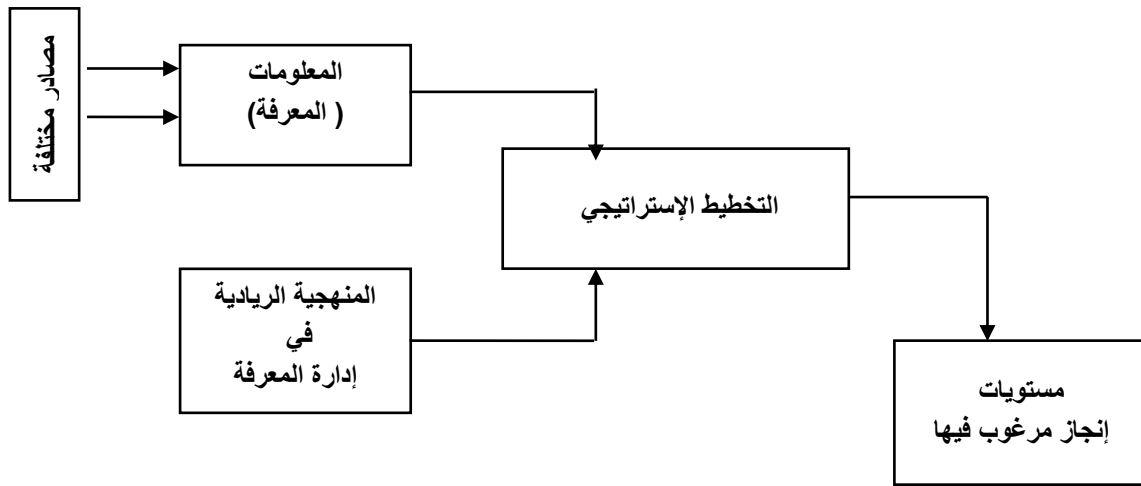 مصادر مختلفة
المعلومات
( المعرفة)
التخطيط الإستراتيجي
المنهجية الريادية
في
إدارة المعرفة
مستويات
إنجاز مرغوب فيها